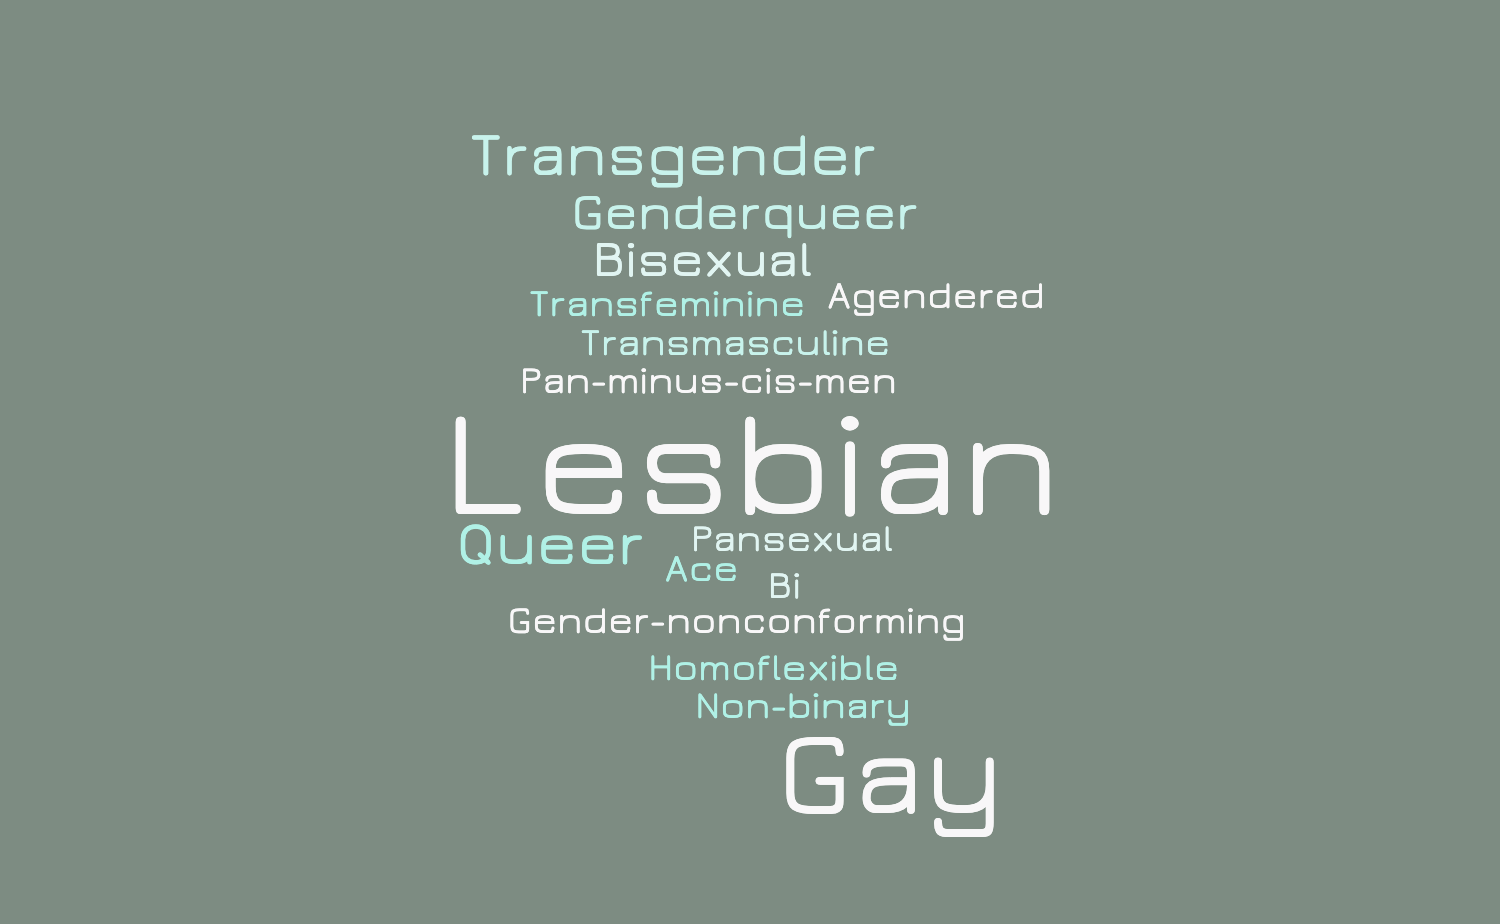 Transgender
Genderqueer
Bisexual
Transfeminine
Agendered
Transmasculine
Pan-minus-cis-men
Lesbian
Queer
Pansexual
Ace
Bi
Gender-nonconforming
Homoflexible
Non-binary
Gay